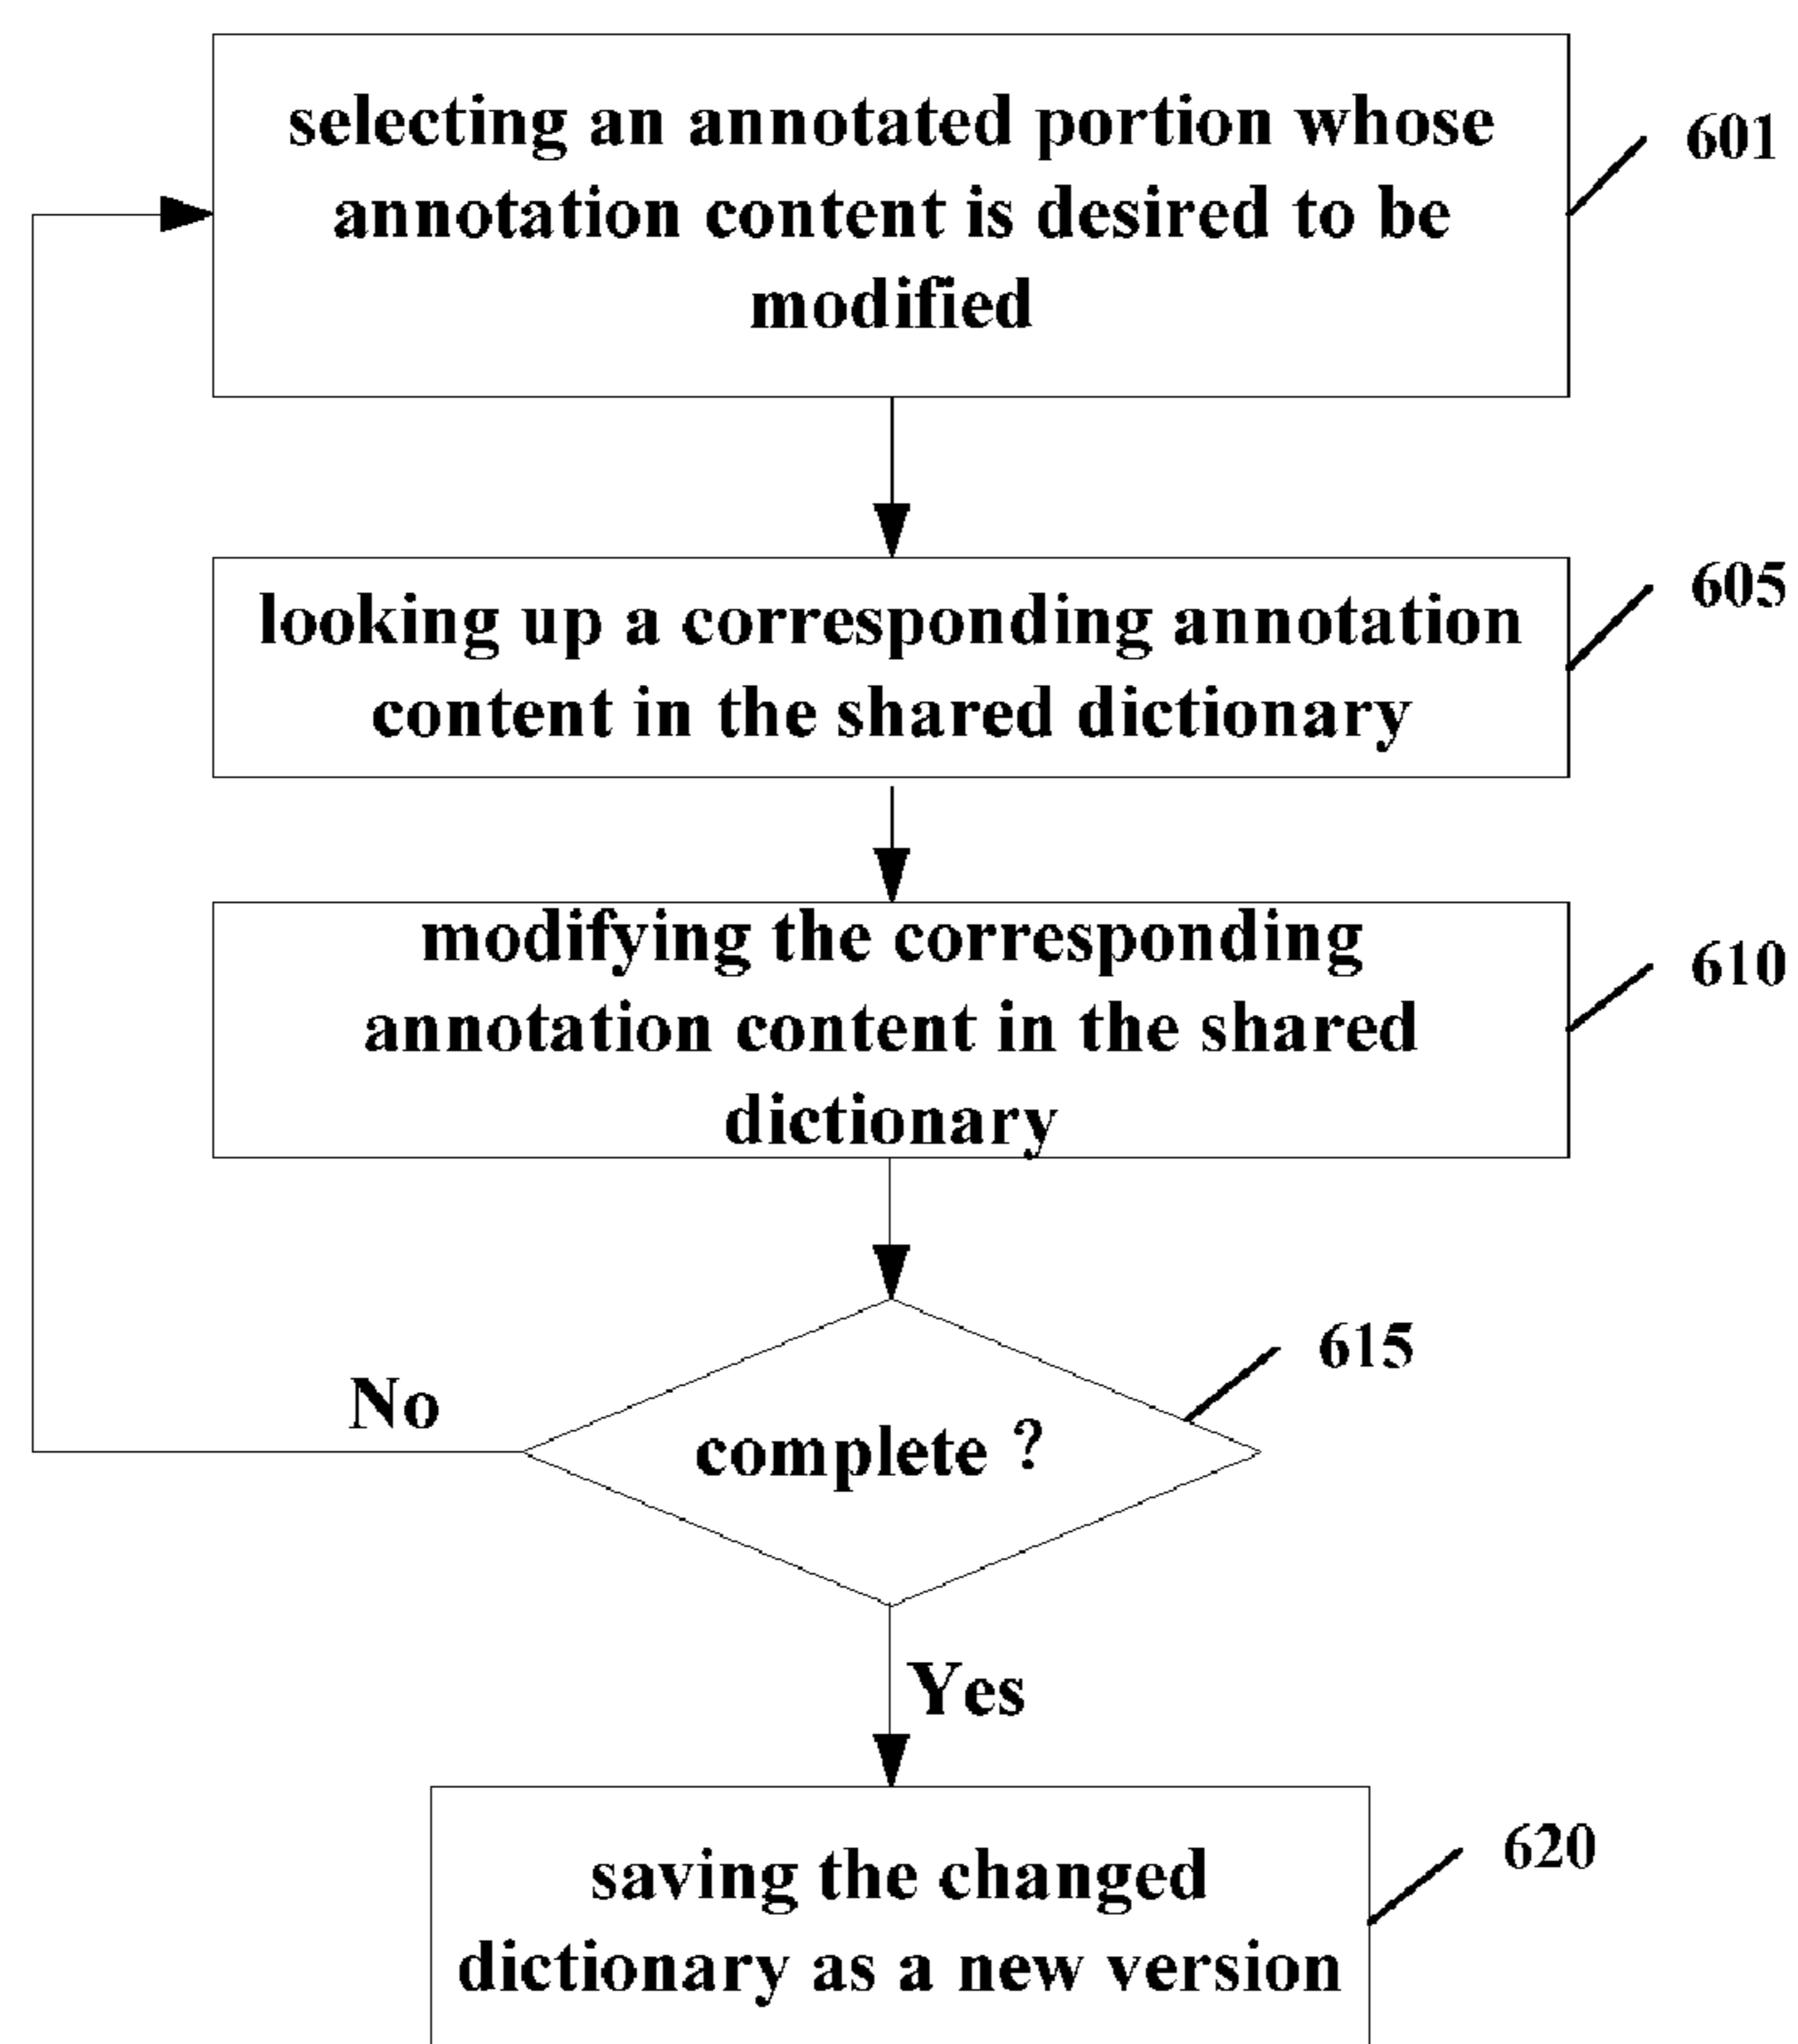 selecting an annotated portion whose
annotation content is desired to be
modified
601
looking up a corresponding annotation
content in the shared dictionary
605
modifying the corresponding
annotation content in the shared
dictionary
610
complete ?
615
No
Yes
saving the changed
dictionary as a new version
620